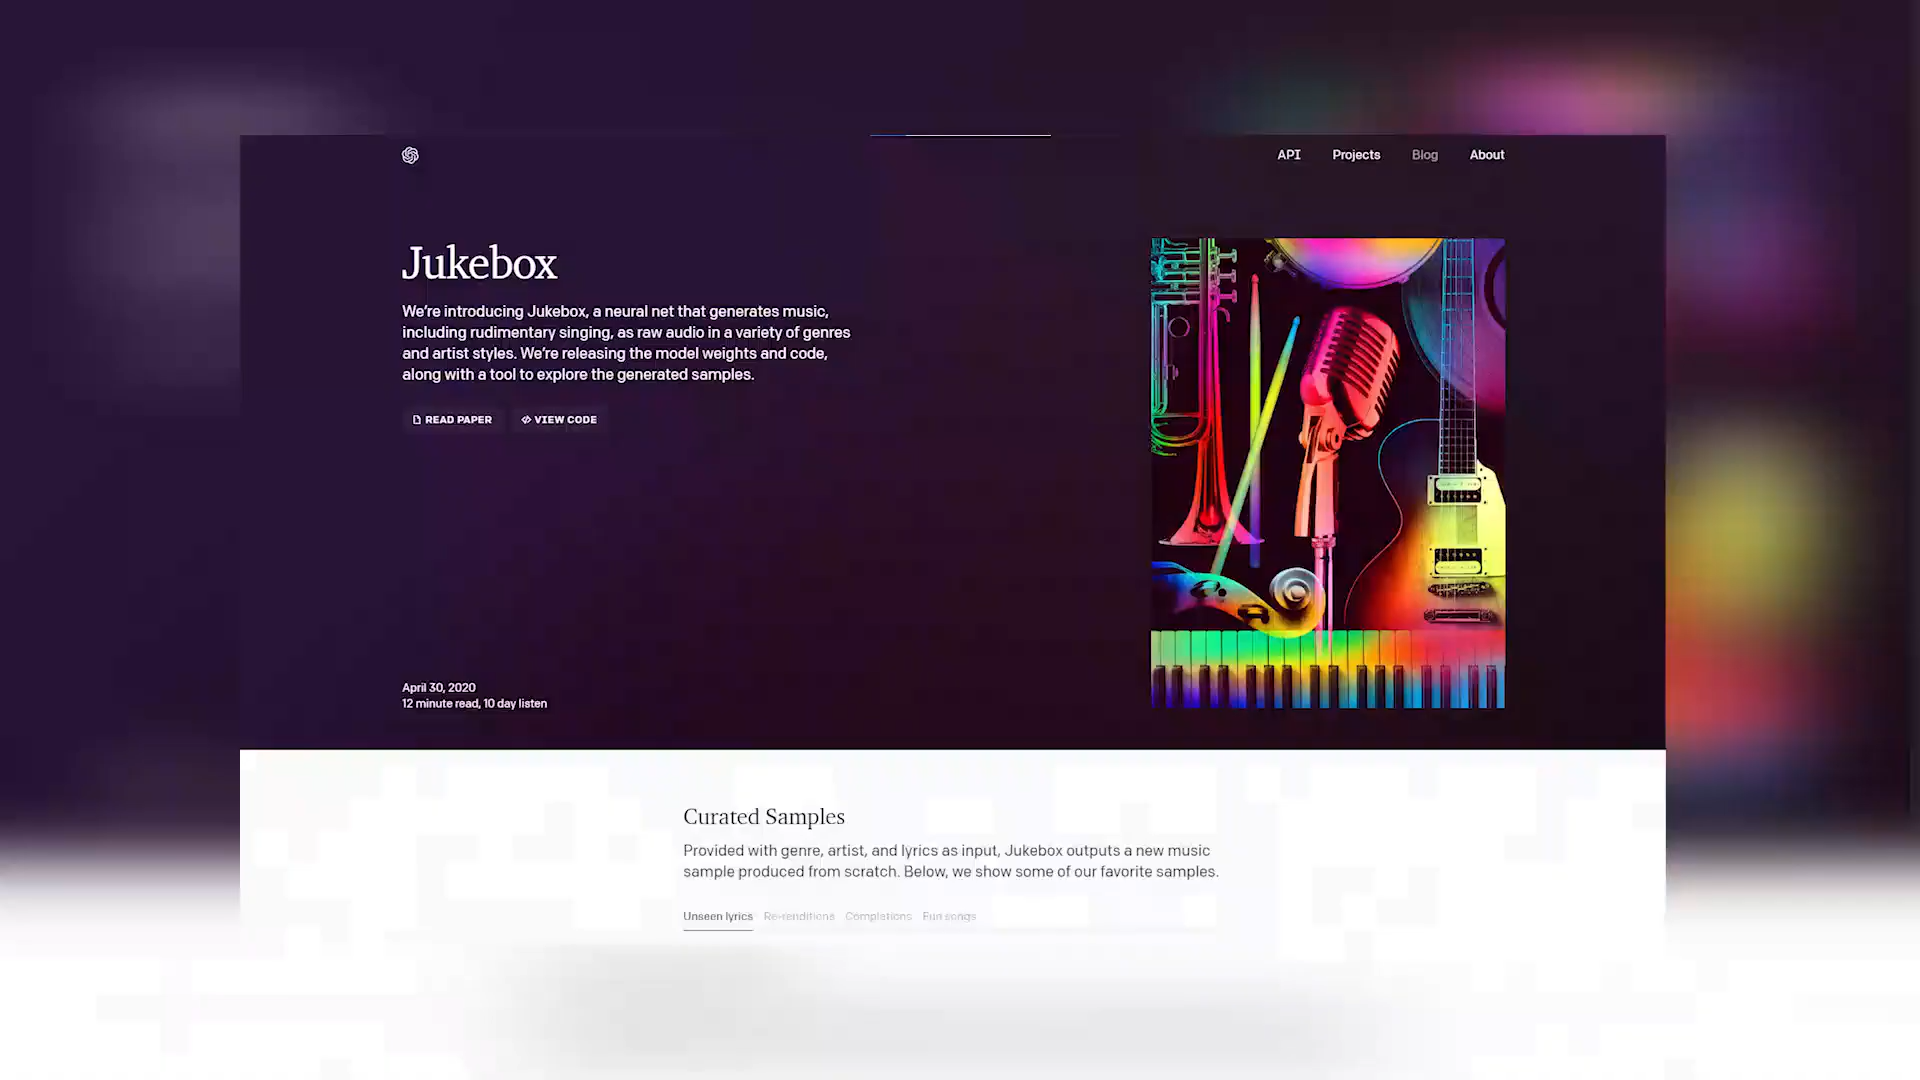 API Projects Blog About
Jukebox
We're introducing Jukebox, a neural net that generates music,
including rudimentary singing, as raw audio in a variety of genres
and artist styles. We're releasing the model weights and code,
along with a tool to explore the generated samples.
READ PAPER VIEW CODE
April 30, 2020
12 minute read, 10 day listen
Curated Samples
Provided with genre, artist, and lyrics as input, Jukebox outputs a new music
sample produced from scratch. Below, we show some of our favorite samples.
Unseen lyrics Re-renditions Completions Fun songs